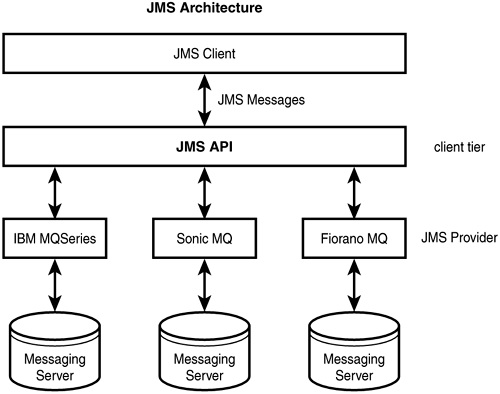 JMS Architecture
JMS Client
JMS Messages
JMS API
client tier
IBM MQSeries
Sonic MQ
Fiorano MQ
JMS Provider
Messaging
Server
Messaging
Server
Messaging
Server